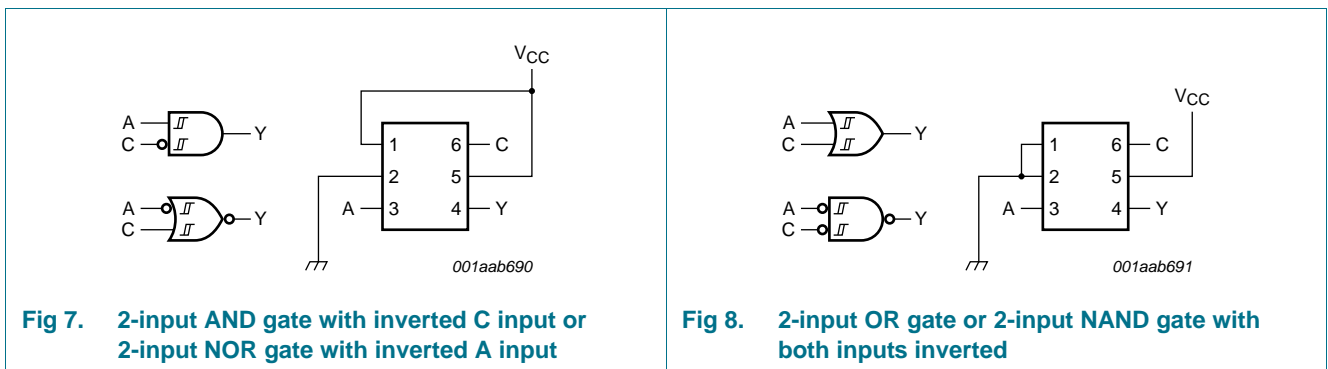 VCC
A
C
Y
1 6 C
2 5
A 3 4 Y
A
C
Y
001aab690
Fig 7. 2-input AND gate with inverted C input or
2-input NOR gate with inverted A input
VCC
A
C
Y
1 6 C
2 5
A 3 4 Y
A
C
Y
001aab691
Fig 8. 2-input OR gate or 2-input NAND gate with
both inputs inverted